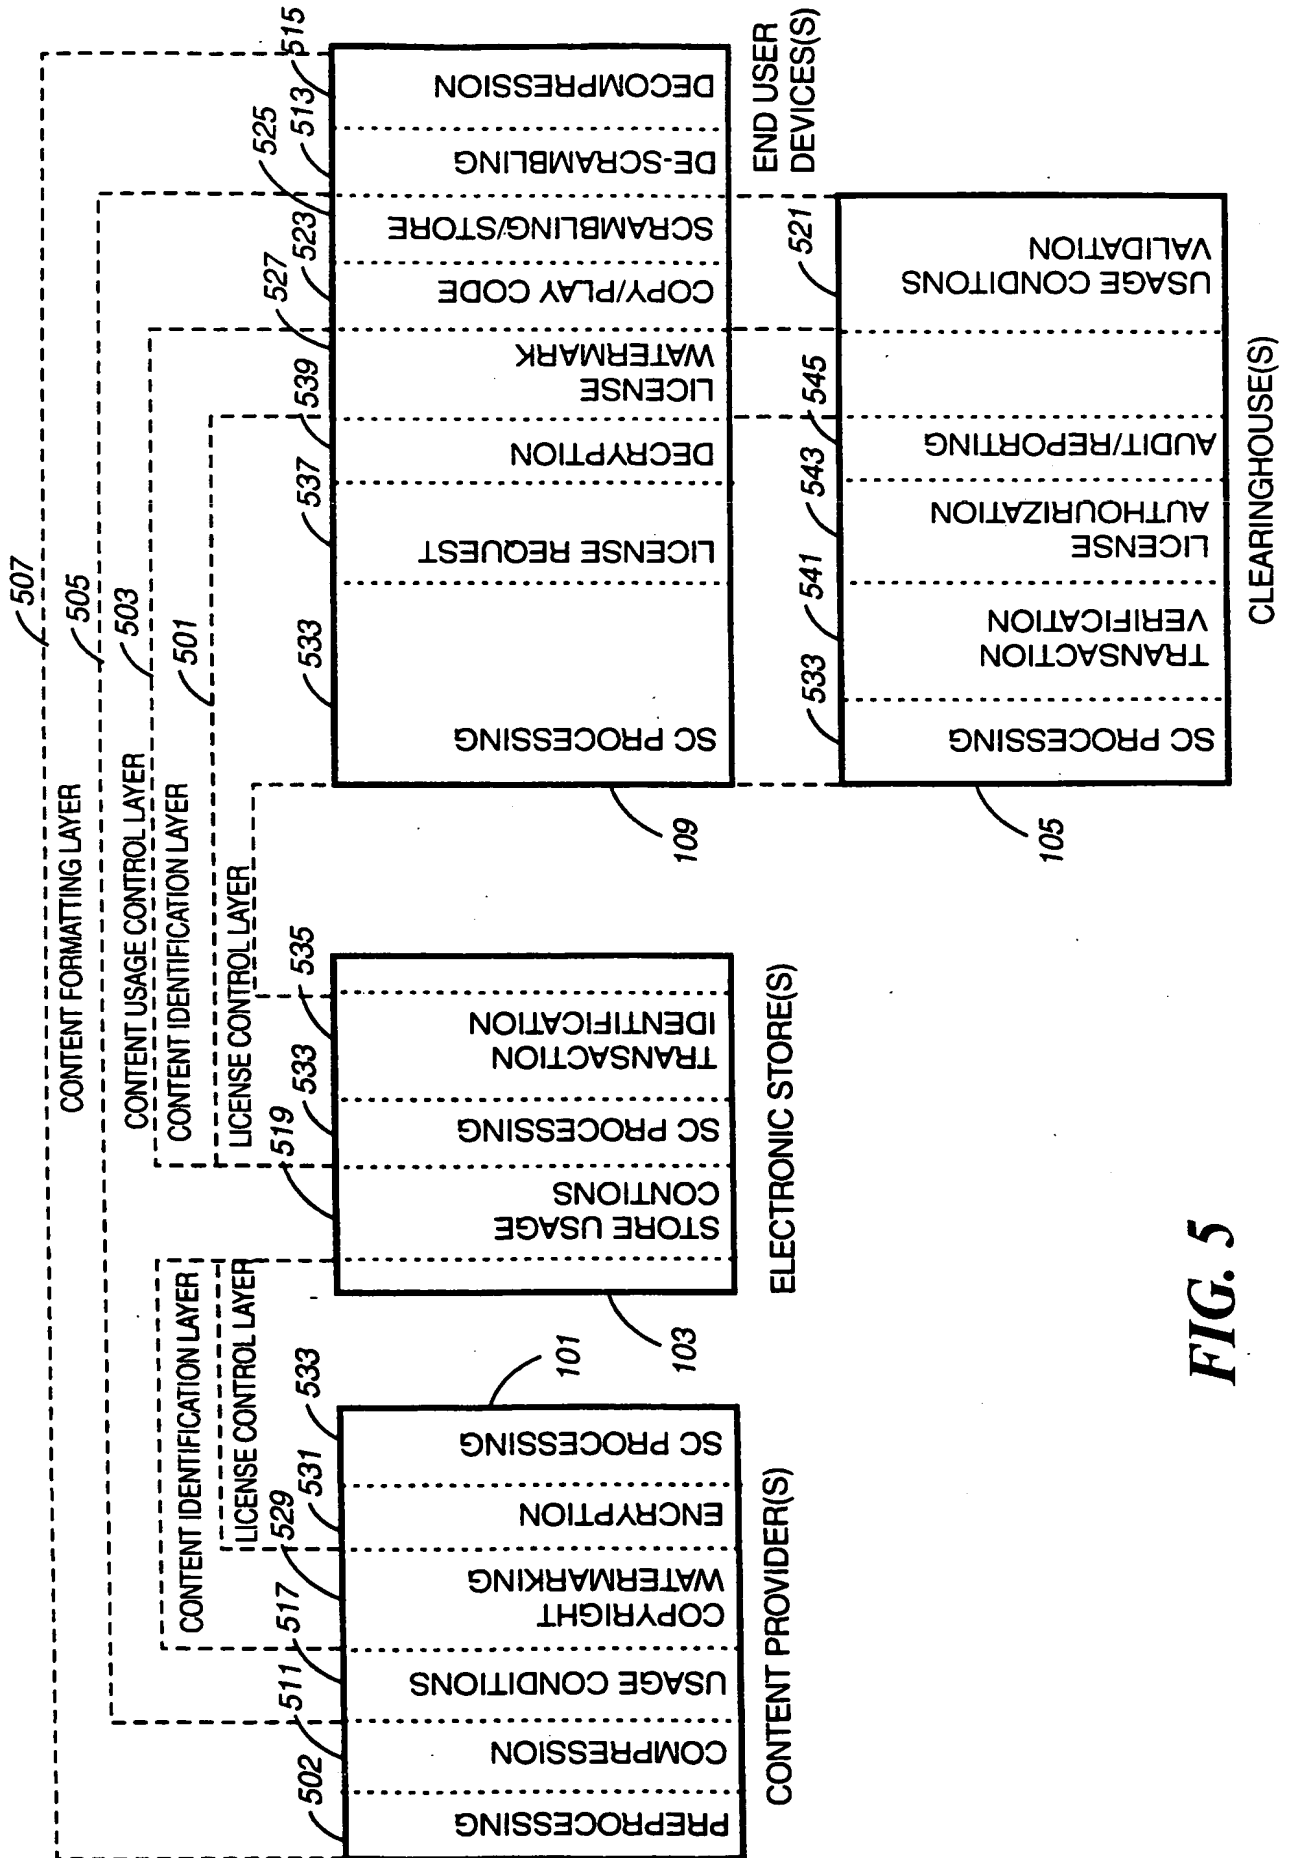 507
CONTENT FORMATTING LAYER
505
CONTENT USAGE CONTROL LAYER
503
CONTENT IDENTIFICATION LAYER
CONTENT IDENTIFICATION LAYER
501
LICENSE CONTROL LAYER
LICENSE CONTROL LAYER
502
511
517
529
531
533
PREPROCESSING
COMPRESSION
USAGE CONDITIONS
COPYRIGHT
WATERMARKING
ENCRYPTION
SC PROCESSING
101
CONTENT PROVIDER(S)
519
533
535
STORE USAGE
CONTIONS
SC PROCESSING
TRANSACTION
IDENTIFICATION
103
ELECTRONIC STORE(S)
533
537
539
527
523
525
513
515
SC PROCESSING
LICENSE REQUEST
DECRYPTION
LICENSE
WATERMARK
COPY/PLAY CODE
SCRAMBLING/STORE
DE-SCRAMBLING
DECOMPRESSION
109
END USER
DEVICES(S)
533
541
543
545
521
SC PROCESSING
TRANSACTION
VERIFICATION
LICENSE
AUTHOURIZATION
AUDIT/REPORTING
USAGE CONDITONS
VALIDATION
105
CLEARINGHOUSE(S)
FIG. 5